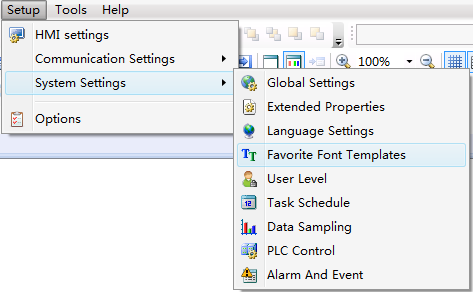 Setup Tools Help
HMI settings
Communication Settings
100%
System Settings
Global Settings
Extended Properties
Options
Language Settings
Favorite Font Templates
User Level
Task Schedule
12
Data Sampling
PLC Control
Alarm And Event